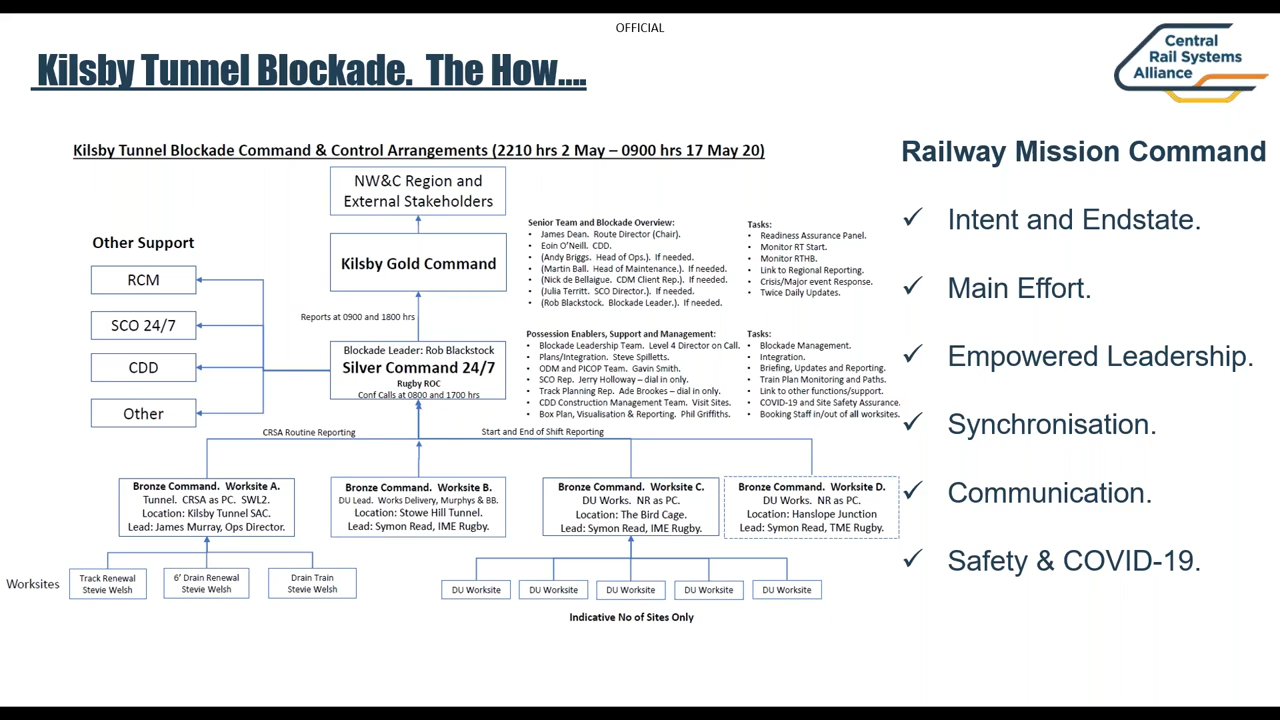 OFFICIAL
Kilsby Tunnel Blockade.  The How....
Central
Rail Systems
Alliance
Kilsby Tunnel Blockade Command & Control Arrangements (2210 hrs 2 May – 0900 hrs 17 May 20)
NW&C Region and
External Stakeholders
Kilsby Gold Command
Senior Team and Blockade Overview:
• James Dean.  Route Director (Chair).
• Eoin O'Neill.  CDD.
• (Andy Briggs.  Head of Ops.).  If needed.
• (Martin Ball.  Head of Maintenance.).  If needed.
• (Nick de Bellaigue.  CDM Client Rep.).  If needed.
• (Julia Territt.  SCO Director.).  If needed.
• (Rob Blackstock.  Blockade Leader.).  If needed.
Tasks:
• Readiness Assurance Panel.
• Monitor RT Start.
• Monitor RTHB.
• Link to Regional Reporting.
• Crisis/Major event Response.
• Twice Daily Updates.
Other Support
RCM
SCO 24/7
CDD
Other
Reports at 0900 and 1800 hrs
Blockade Leader: Rob Blackstock
Silver Command 24/7
Rugby ROC
Conf Calls at 0800 and 1700 hrs
Possession Enablers, Support and Management:
• Blockade Leadership Team.  Level 4 Director on Call.
• Plans/Integration.  Steve Spilletts.
• ODM and PICOP Team.  Gavin Smith.
• SCO Rep.  Jerry Holloway – dial in only.
• Track Planning Rep.  Ade Brookes – dial in only.
• CDD Construction Management Team.  Visit Sites.
• Box Plan, Visualisation & Reporting.  Phil Griffiths.
Tasks:
• Blockade Management.
• Integration.
• Briefing, Updates and Reporting.
• Train Plan Monitoring and Paths.
• Link to other functions/support.
• COVID-19 and Site Safety Assurance.
• Booking Staff in/out of all worksites.
CRSA Routine Reporting
Start and End of Shift Reporting
Bronze Command.  Worksite A.
Tunnel.  CRSA as PC.  SWL2.
Location: Kilsby Tunnel SAC.
Lead: James Murray, Ops Director.
Bronze Command.  Worksite B.
DU Lead.  Works Delivery, Murphys & BB.
Location: Stowe Hill Tunnel.
Lead: Symon Read, IME Rugby.
Bronze Command.  Worksite C.
DU Works.  NR as PC.
Location: The Bird Cage.
Lead: Symon Read, IME Rugby.
Bronze Command.  Worksite D.
DU Works.  NR as PC.
Location: Hanslope Junction
Lead: Symon Read, TME Rugby.
Worksites
Track Renewal
Stevie Welsh
6' Drain Renewal
Stevie Welsh
Drain Train
Stevie Welsh
DU Worksite
DU Worksite
DU Worksite
DU Worksite
DU Worksite
Indicative No of Sites Only
Railway Mission Command
✓ Intent and Endstate.
✓ Main Effort.
✓ Empowered Leadership.
✓ Synchronisation.
✓ Communication.
✓ Safety & COVID-19.